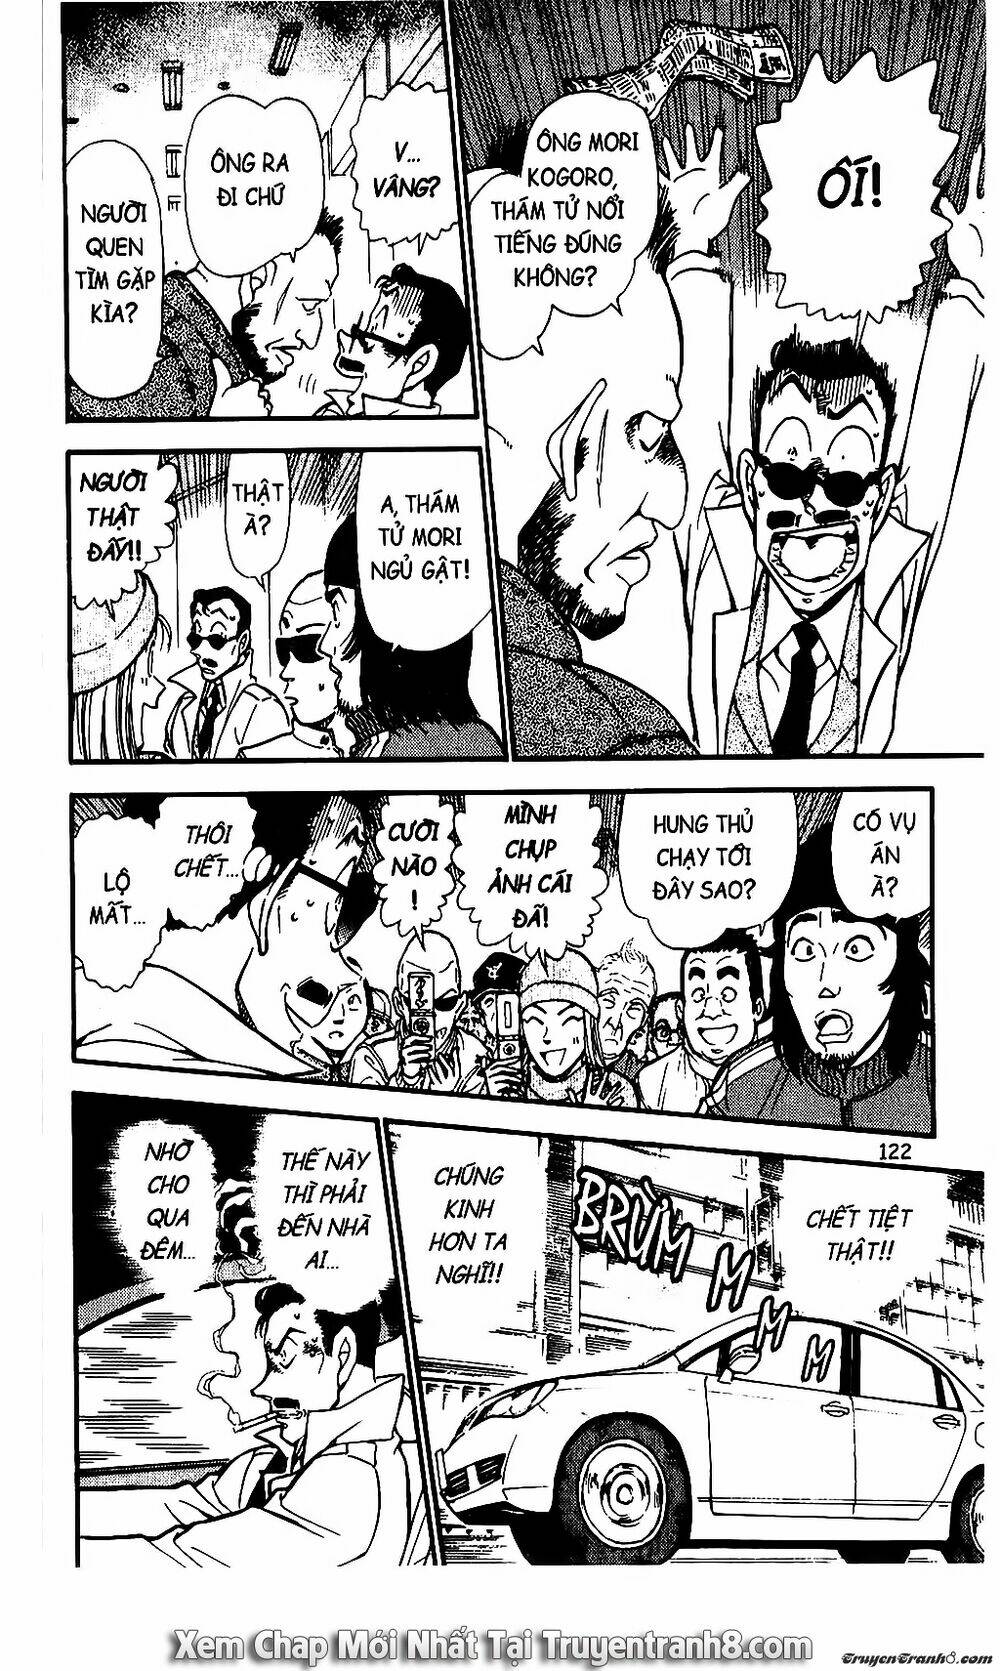 ỐI!
ÔNG MORI
KOGORO,
THÁM TỬ NỔI
TIẾNG ĐÚNG
KHÔNG?
V...
VÂNG?
ÔNG RA
ĐI CHỨ
NGƯỜI
QUEN
TÌM GẶP
KÌA?
A, THÁM
TỬ MORI
NGỦ GẬT!
THẬT
À?
NGƯỜI
THẬT
ĐẤY!!
CÓ VỤ
ÁN
À?
HUNG THỦ
CHẠY TỚI
ĐÂY SAO?
MÌNH
CHỤP
ẢNH CÁI
ĐÃ!
CƯỜI
NÀO
!
THÔI
CHẾT...
LỘ
MẤT...
122
CHẾT TIỆT
THẬT!!
BRỪM
M
M
M
CHÚNG
KINH
HƠN TA
NGHĨ!!
THẾ NÀY
THÌ PHẢI
ĐẾN NHÀ
AI...
NHỜ
CHO
QUA
ĐÊM...
Xem Chap Mới Nhất Tại Truyentranh8.com
TruyenTranh8.com